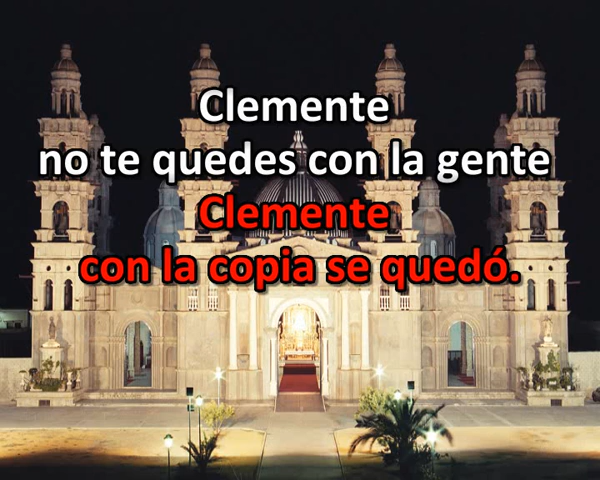 Clemente
no te quedes con la gente
Clemente
con la copia se quedó.